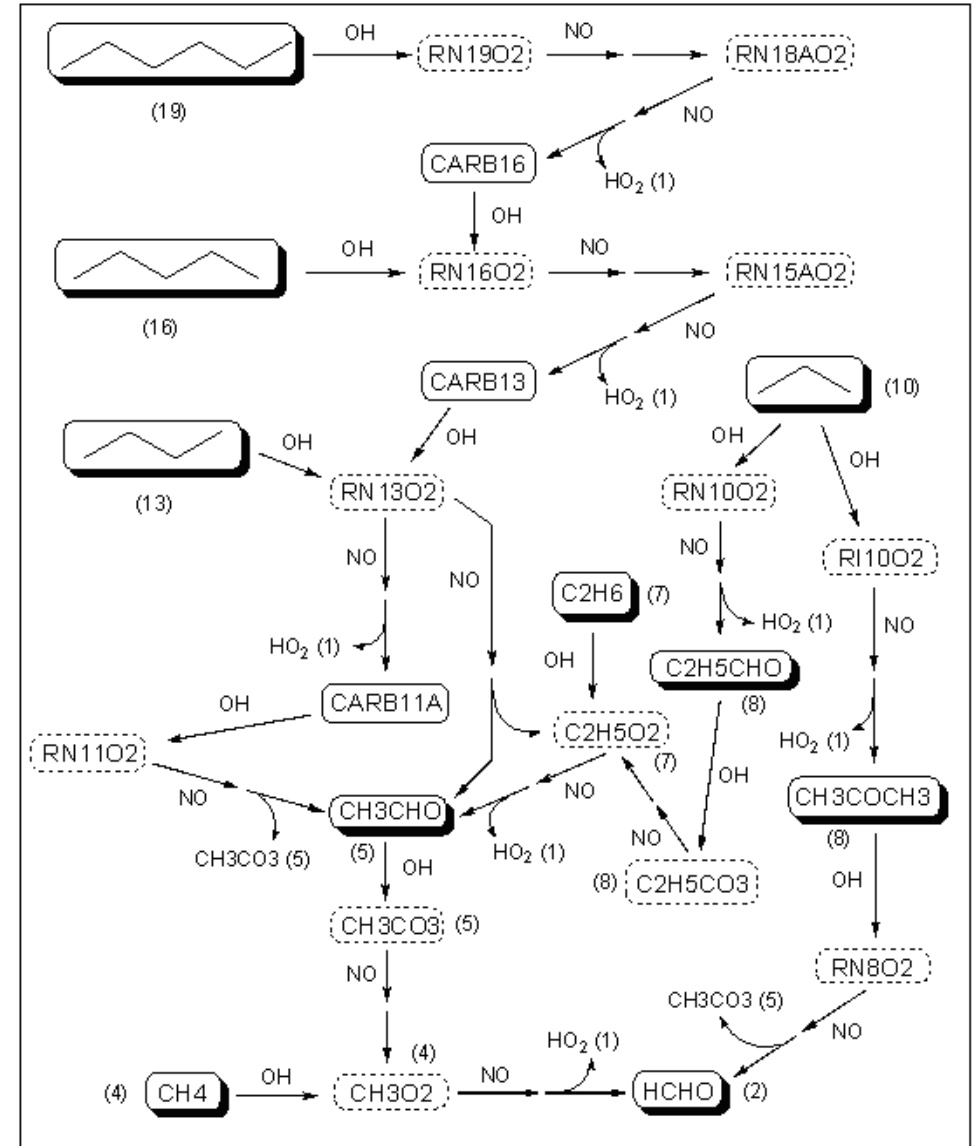 OH
NO
RN19O2
RN18AO2
(19)
NO
CARB16
HO2 (1)
OH
OH
NO
RN16O2
RN15AO2
(16)
NO
CARB13
HO2 (1)
(10)
OH
OH
OH
OH
(13)
RN13O2
RN10O2
NO
NO
RI10O2
NO
C2H6 (7)
HO2 (1)
NO
HO2 (1)
OH
C2H5CHO
(8)
CARB11A
OH
C2H5O2
(7)
HO2 (1)
RN11O2
OH
NO
NO
CH3CHO
CH3COCH3
(5)
HO2 (1)
NO
(8)
CH3CO3 (5)
OH
(8) C2H5CO3
OH
CH3CO3 (5)
RN8O2
NO
CH3CO3 (5)
NO
HO2 (1)
(4)
OH
NO
(4) CH4
CH3O2
HCHO (2)